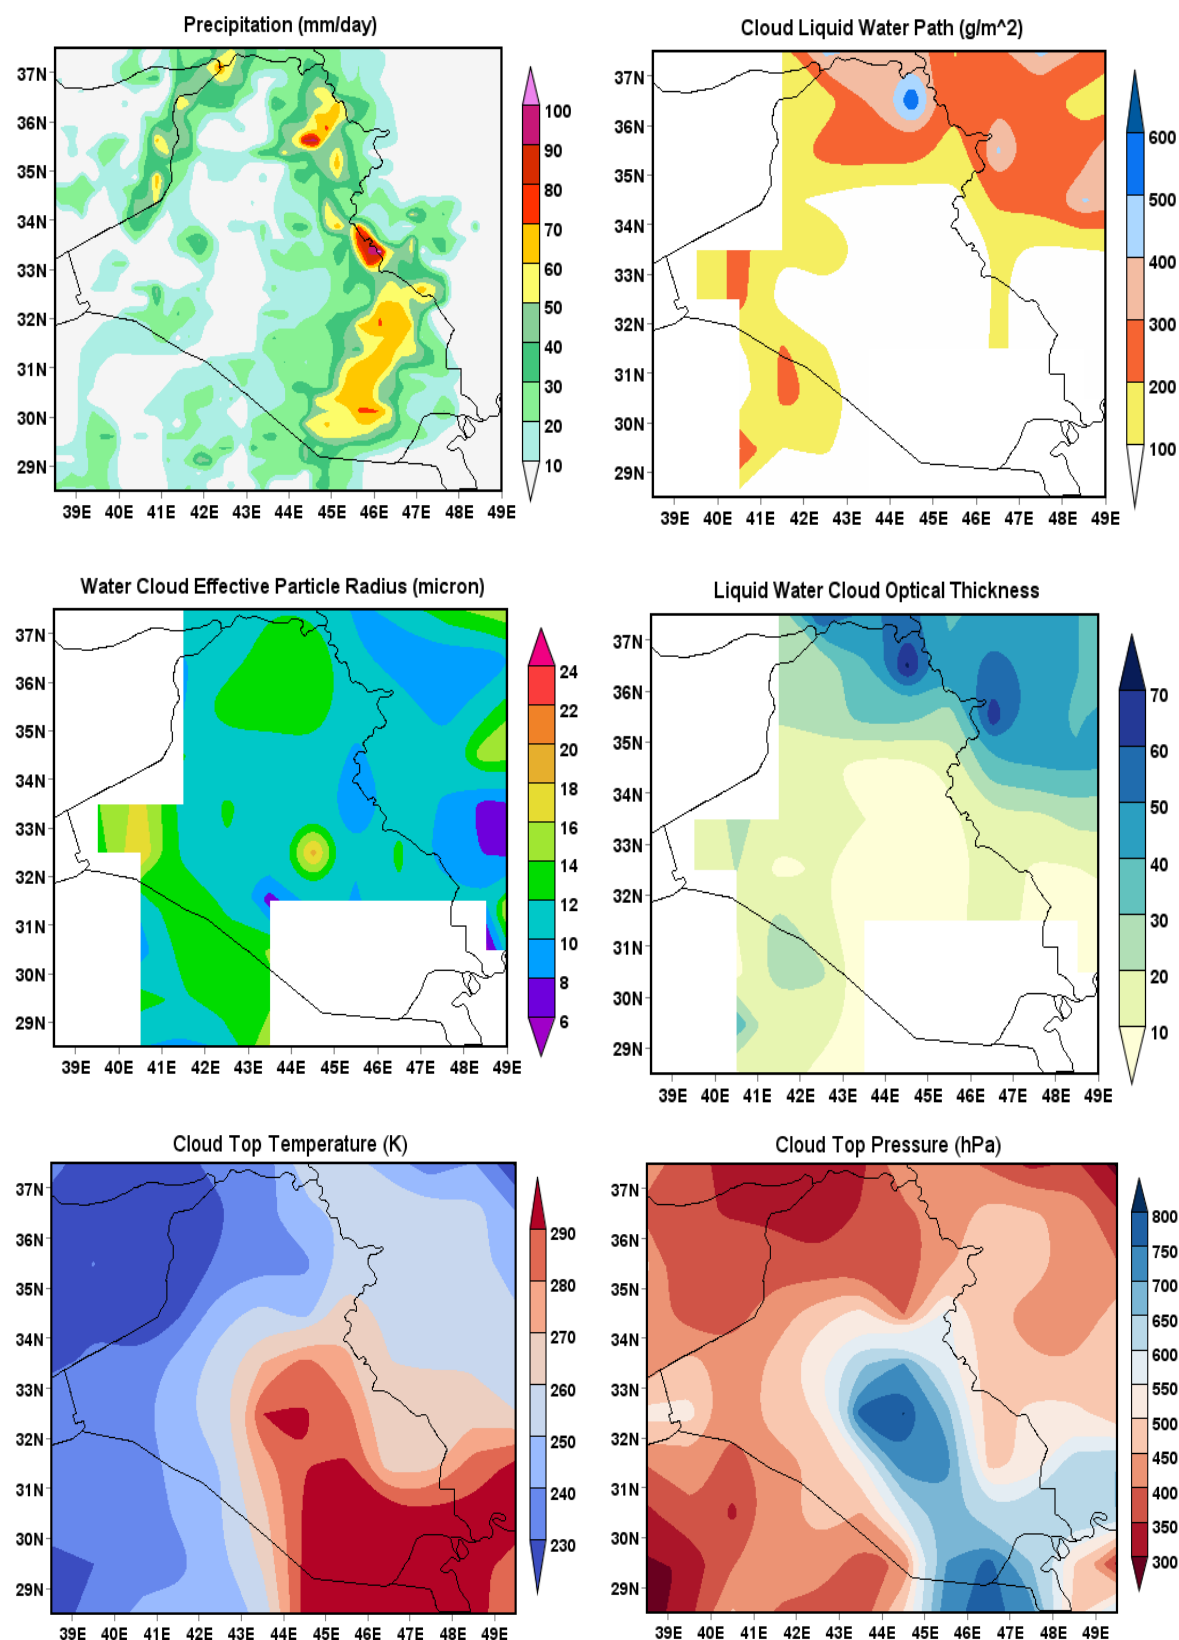 Precipitation (mm/day)
37N
36N
35N
34N
33N
32N
31N
30N
29N
39E 40E 41E 42E 43E 44E 45E 46E 47E 48E 49E
100
90
80
70
60
50
40
30
20
10
Cloud Liquid Water Path (g/m^2)
37N
36N
35N
34N
33N
32N
31N
30N
29N
39E 40E 41E 42E 43E 44E 45E 46E 47E 48E 49E
600
500
400
300
200
100
Water Cloud Effective Particle Radius (micron)
37N
36N
35N
34N
33N
32N
31N
30N
29N
39E 40E 41E 42E 43E 44E 45E 46E 47E 48E 49E
24
22
20
18
16
14
12
10
8
6
Liquid Water Cloud Optical Thickness
37N
36N
35N
34N
33N
32N
31N
30N
29N
39E 40E 41E 42E 43E 44E 45E 46E 47E 48E 49E
70
60
50
40
30
20
10
Cloud Top Temperature (K)
37N
36N
35N
34N
33N
32N
31N
30N
29N
39E 40E 41E 42E 43E 44E 45E 46E 47E 48E 49E
290
280
270
260
250
240
230
Cloud Top Pressure (hPa)
37N
36N
35N
34N
33N
32N
31N
30N
29N
39E 40E 41E 42E 43E 44E 45E 46E 47E 48E 49E
800
750
700
650
600
550
500
450
400
350
300